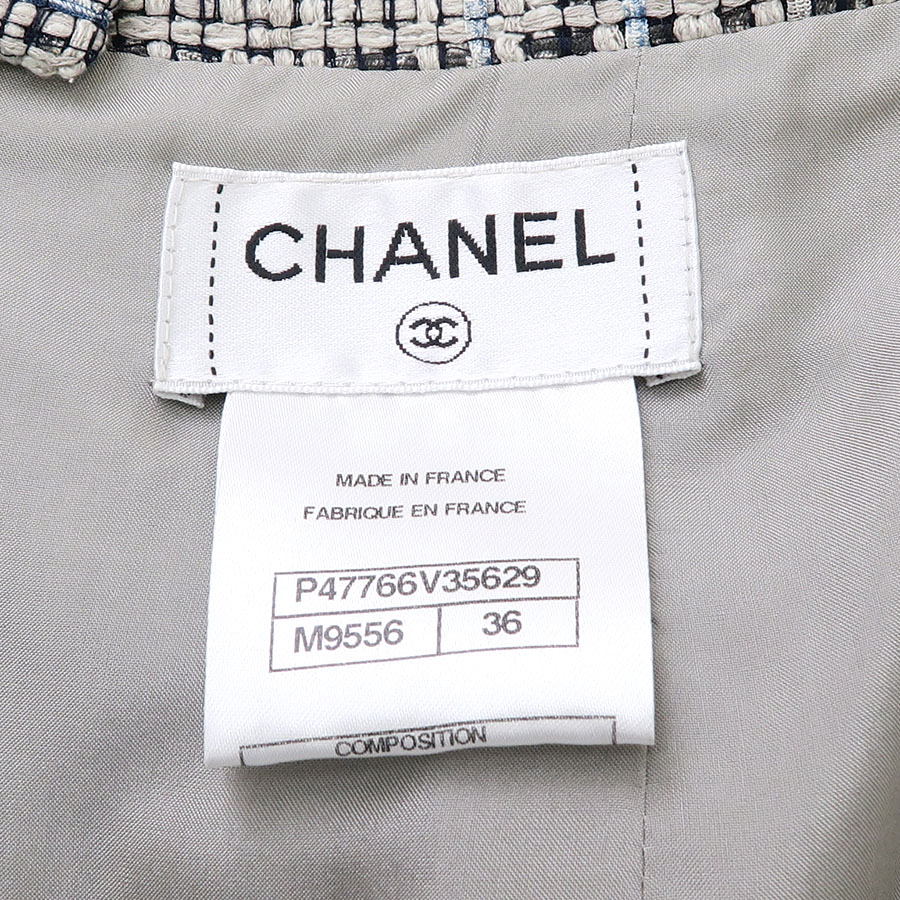 CHANEL
MADE IN FRANCE
FABRIQUE EN FRANCE
P47766V35629
M9556 36
COMPOSITION